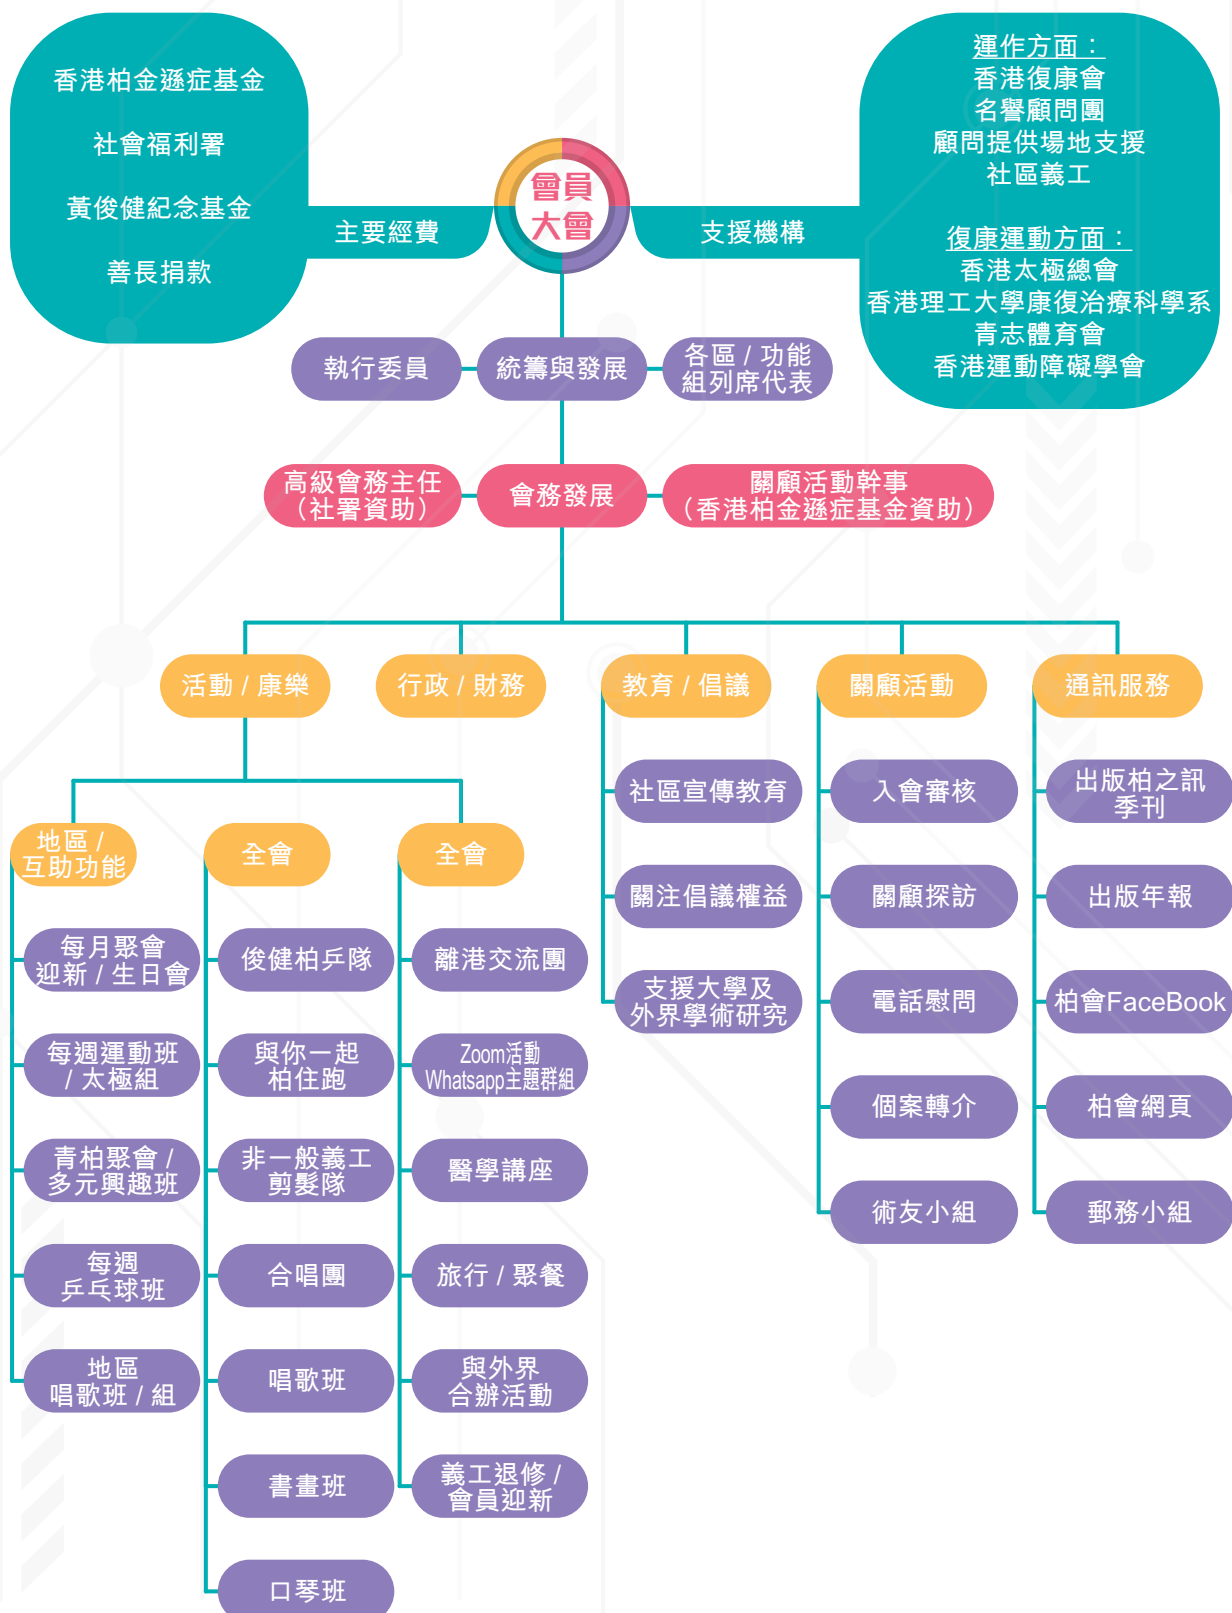 香港柏金遜症基金
社會福利署
黃俊健紀念基金
善長捐款
主要經費
會員
大會
支援機構
運作方面：
香港復康會
名譽顧問團
顧問提供場地支援
社區義工
復康運動方面：
香港太極總會
香港理工大學康復治療科學系
青志體育會
香港運動障礙學會
執行委員
統籌與發展
各區 / 功能
組列席代表
高級會務主任
（社署資助）
會務發展
關顧活動幹事
（香港柏金遜症基金資助）
活動 / 康樂
行政 / 財務
教育 / 倡議
關顧活動
通訊服務
地區 /
互助功能
每月聚會
迎新 / 生日會
每週運動班
/ 太極組
青柏聚會 /
多元興趣班
每週
乒乓球班
地區
唱歌班 / 組
全會
俊健柏乒隊
與你一起
柏住跑
非一般義工
剪髮隊
合唱團
唱歌班
書畫班
口琴班
全會
離港交流團
Zoom活動
Whatsapp主題群組
醫學講座
旅行 / 聚餐
與外界
合辦活動
義工退修 /
會員迎新
社區宣傳教育
關注倡議權益
支援大學及
外界學術研究
入會審核
關顧探訪
電話慰問
個案轉介
術友小組
出版柏之訊
季刊
出版年報
柏會FaceBook
柏會網頁
郵務小組